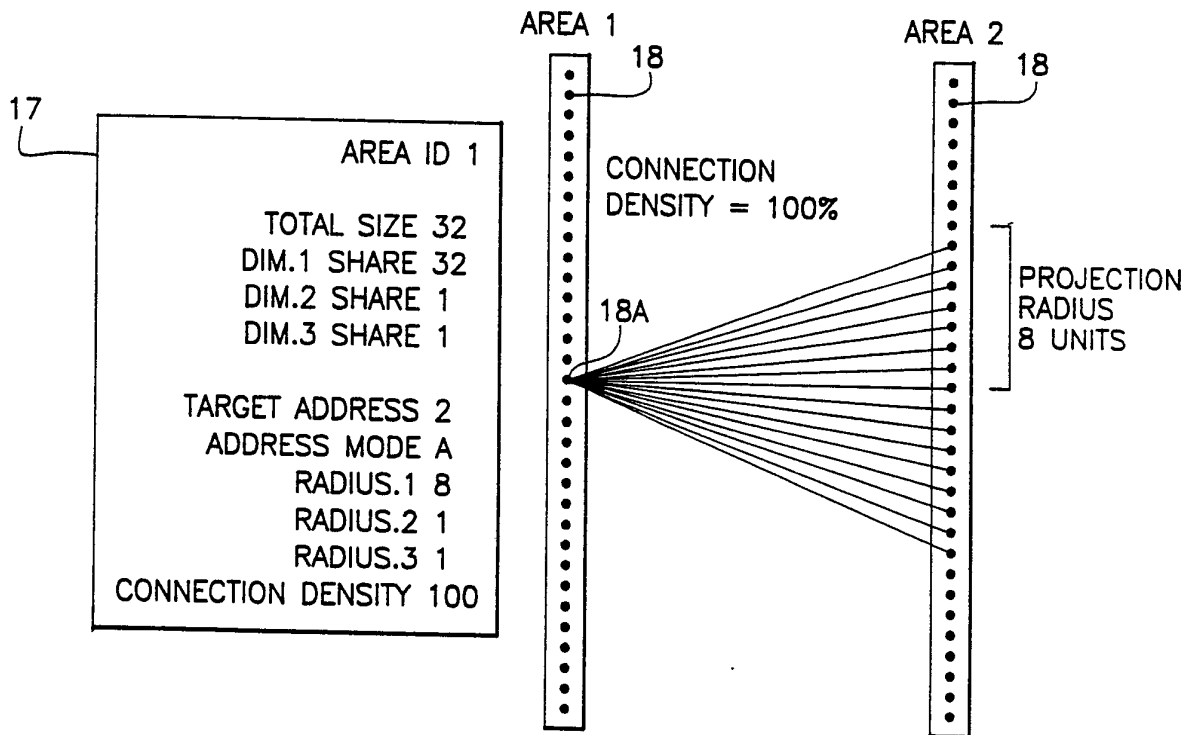 AREA 1
AREA 2
18
18
17
AREA ID 1
TOTAL SIZE 32
DIM.1 SHARE 32
DIM.2 SHARE 1
DIM.3 SHARE 1
TARGET ADDRESS 2
ADDRESS MODE A
RADIUS.1 8
RADIUS.2 1
RADIUS.3 1
CONNECTION DENSITY 100
CONNECTION
DENSITY = 100%
18A
PROJECTION
RADIUS
8 UNITS